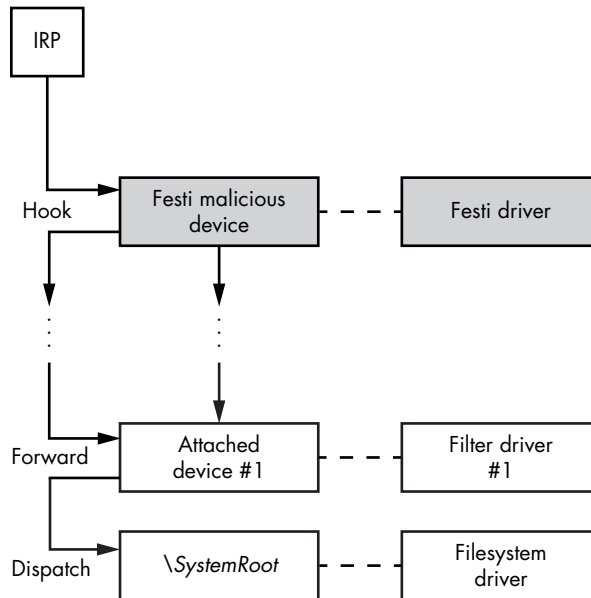 IRP
Hook
Festi malicious
device
Festi driver
Forward
Attached
device #1
Filter driver
#1
Dispatch
\SystemRoot
Filesystem
driver